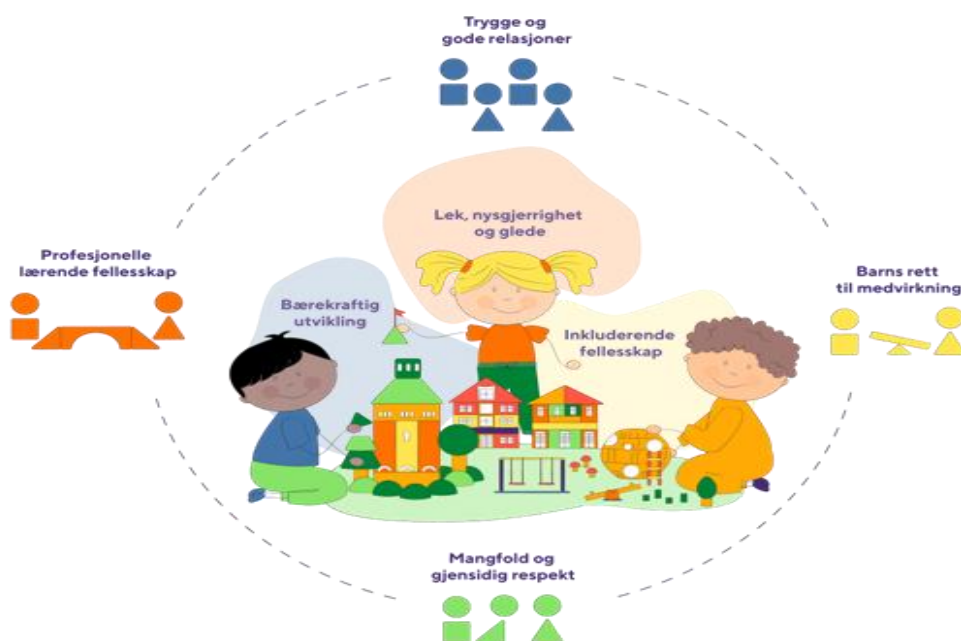 Trygge og
gode relasjoner
Lek, nysgjerrighet
og glede
Profesjonelle
lærende fellesskap
Bærekraftig
utvikling
Inkluderende
fellesskap
Barns rett
til medvirkning
Mangfold og
gjensidig respekt